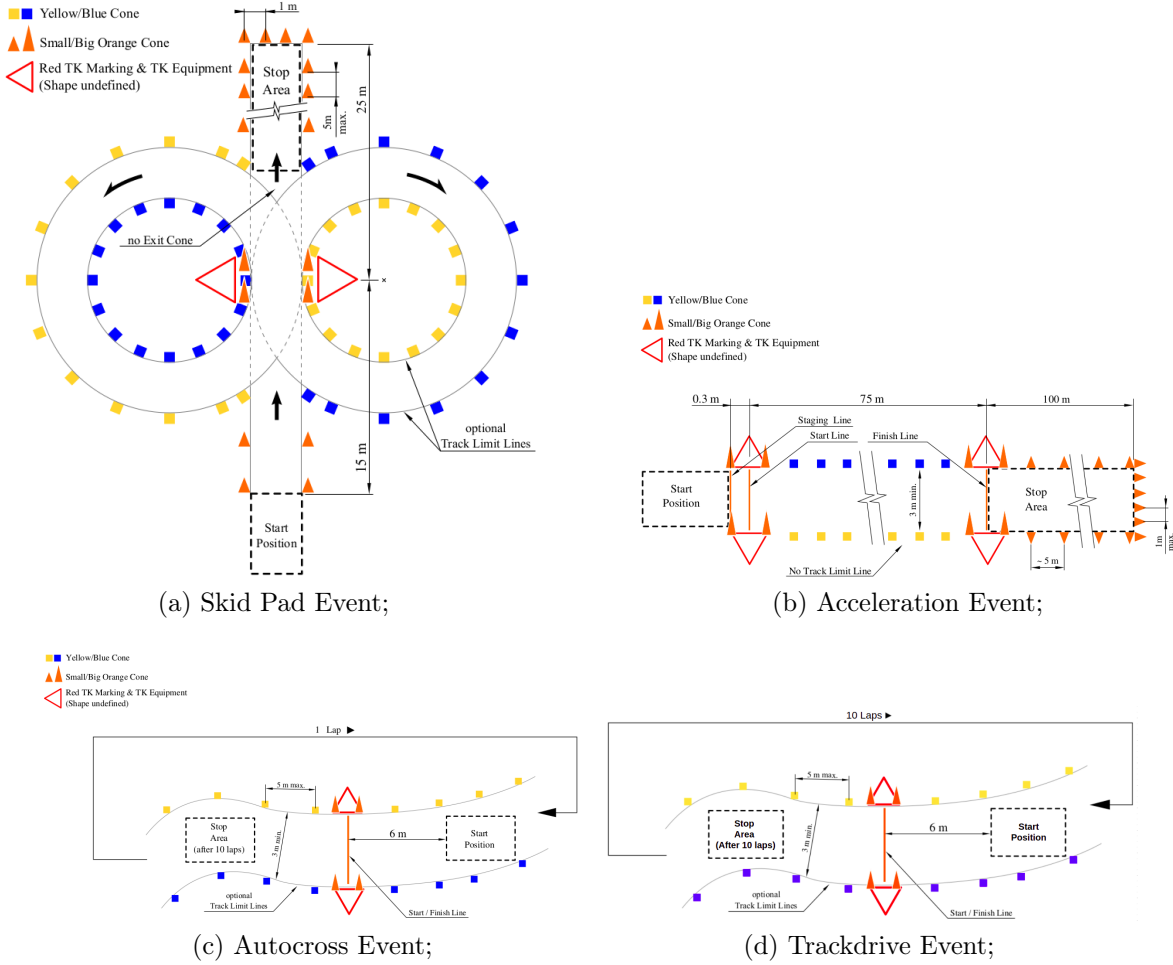 Yellow/Blue Cone
Small/Big Orange Cone
Red TK Marking & TK Equipment
(Shape undefined)
1 m
Stop
Area
5m
max.
25 m
no Exit Cone
optional
Track Limit Lines
15 m
Start
Position
(a) Skid Pad Event;
Yellow/Blue Cone
Small/Big Orange Cone
Red TK Marking & TK Equipment
(Shape undefined)
0.3 m
75 m
100 m
Staging Line
Start Line
Finish Line
Start
Position
3 m min.
Stop
Area
No Track Limit Line
~ 5 m
1m
max.
(b) Acceleration Event;
Yellow/Blue Cone
Small/Big Orange Cone
Red TK Marking & TK Equipment
(Shape undefined)
1 Lap
5 m max.
Stop
Area
(after 10 laps)
3 m min.
6 m
Start
Position
optional
Track Limit Lines
Start / Finish Line
(c) Autocross Event;
10 Laps
5 m max.
Stop
Area
(After 10 laps)
3 m min.
6 m
Start
Position
optional
Track Limit Lines
Start / Finish Line
(d) Trackdrive Event;